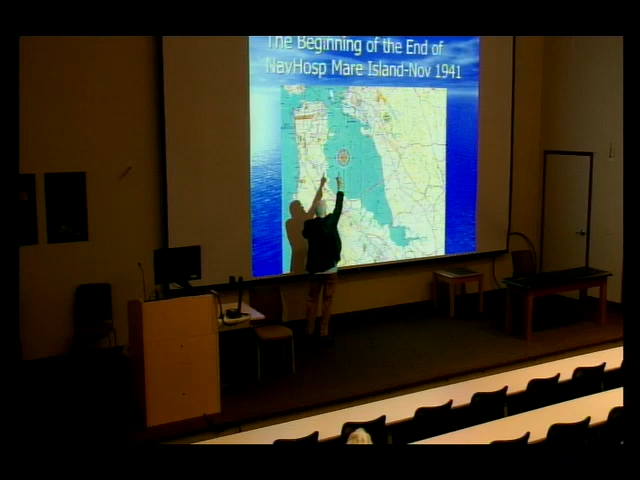 The Beginning of the End of
NavHosp Mare Island-Nov 1941